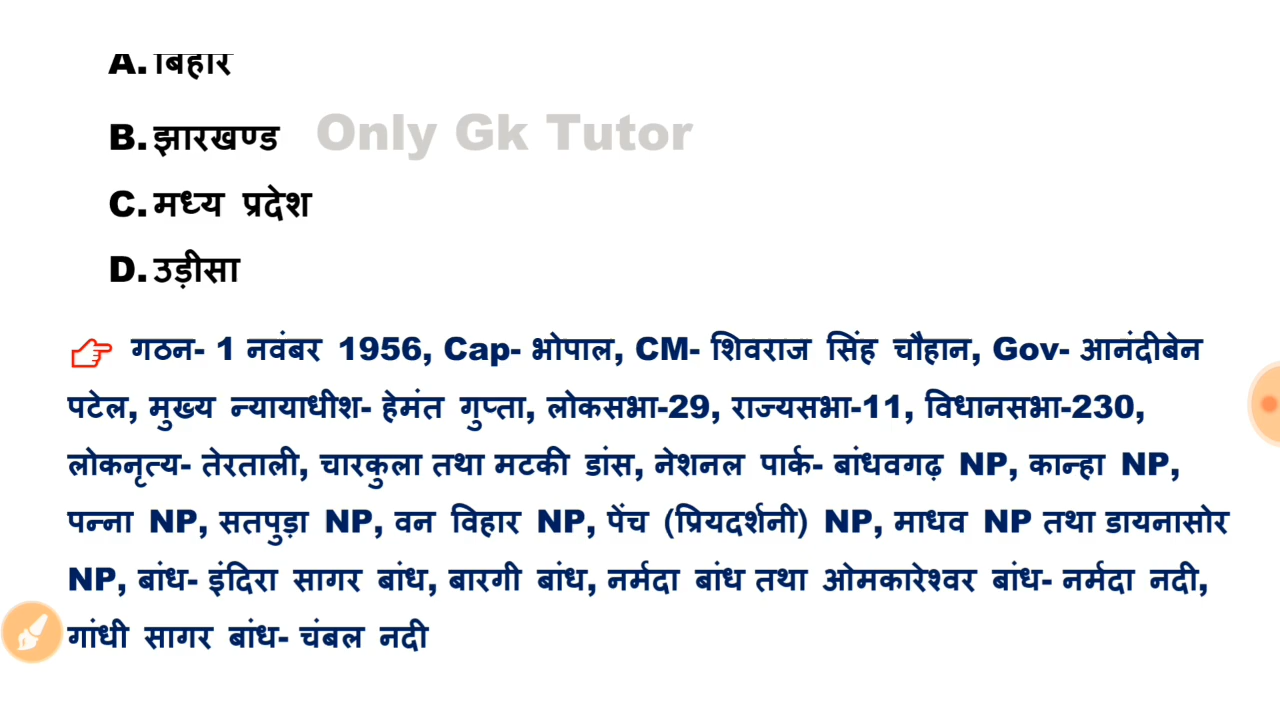 A. बिहार
B. झारखण्ड Only Gk Tutor
C. मध्य प्रदेश
D. उड़ीसा
गठन- 1 नवंबर 1956, Cap- भोपाल, CM- शिवराज सिंह चौहान, Gov- आनंदीबेन
पटेल, मुख्य न्यायाधीश- हेमंत गुप्ता, लोकसभा-29, राज्यसभा-11, विधानसभा-230,
लोकनृत्य- तेरताली, चारकुला तथा मटकी डांस, नेशनल पार्क- बांधवगढ़ NP, कान्हा NP,
पन्ना NP, सतपुड़ा NP, वन विहार NP, पेंच (प्रियदर्शनी) NP, माधव NP तथा डायनासोर
NP, बांध- इंदिरा सागर बांध, बारगी बांध, नर्मदा बांध तथा ओमकारेश्वर बांध- नर्मदा नदी,
गांधी सागर बांध- चंबल नदी